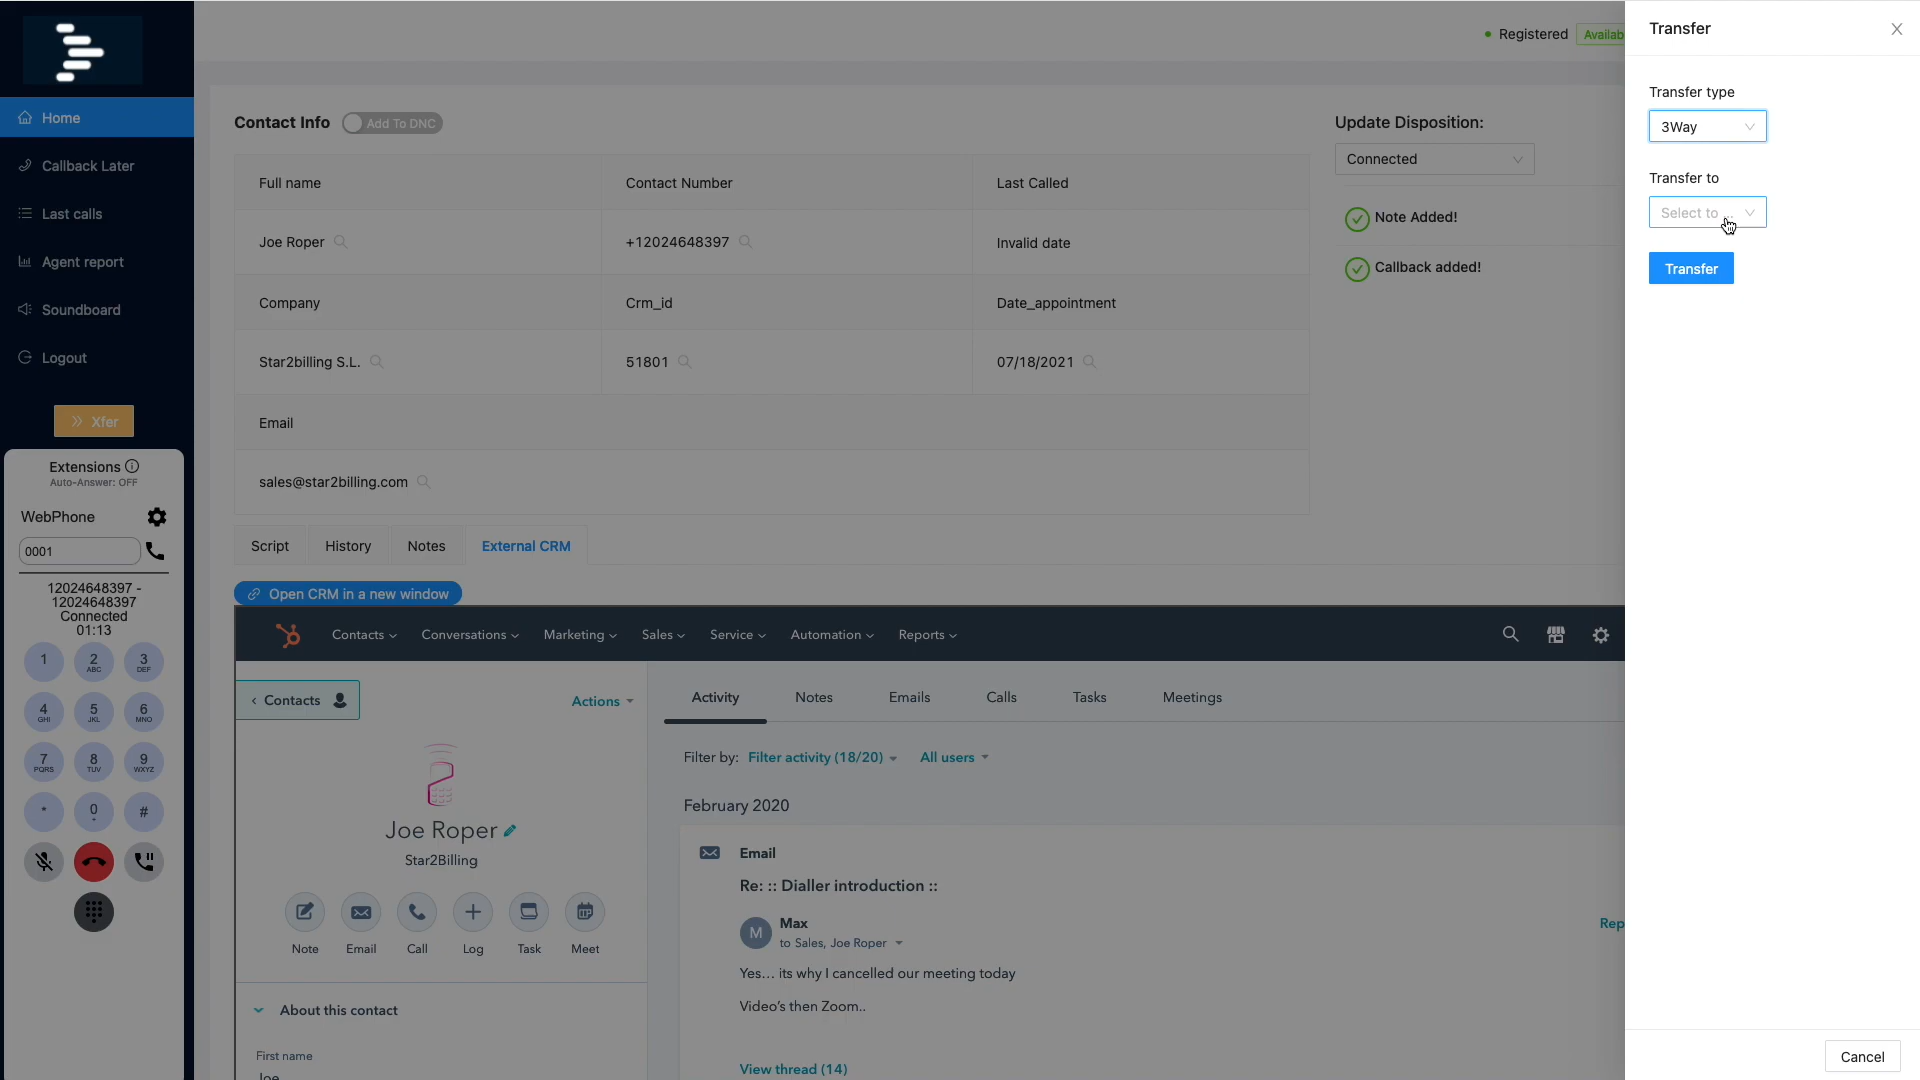 Registered
Home
Callback Later
Last calls
Agent report
Soundboard
Logout
Xfer
Extensions
Auto-Answer: OFF
WebPhone
0001
12024648397 -
12024648397
Connected
01:13
1 2 3
ABC DEF
4 5 6
GHI JKL MNO
7 8 9
PQRS TUV WXYZ
* 0 #
+
Contact Info Add To DNC
Full name Contact Number Last Called
Joe Roper +12024648397 Invalid date
Company Crm_id Date_appointment
Star2billing S.L. 51801 07/18/2021
Email
sales@star2billing.com
Update Disposition:
Connected
Note Added!
Callback added!
Script History Notes External CRM
Open CRM in a new window
Contacts Conversations Marketing Sales Service Automation Reports
Contacts Actions
Joe Roper
Star2Billing
Note Email Call Log Task Meet
About this contact
First name
Joe
Activity Notes Emails Calls Tasks Meetings
Filter by: Filter activity (18/20) All users
February 2020
Email
Re: :: Dialler introduction ::
M Max
to Sales, Joe Roper
Rep
Yes... its why I cancelled our meeting today
Video's then Zoom..
View thread (14)
Transfer
Transfer type
3Way
Transfer to
Select to
Transfer
Cancel